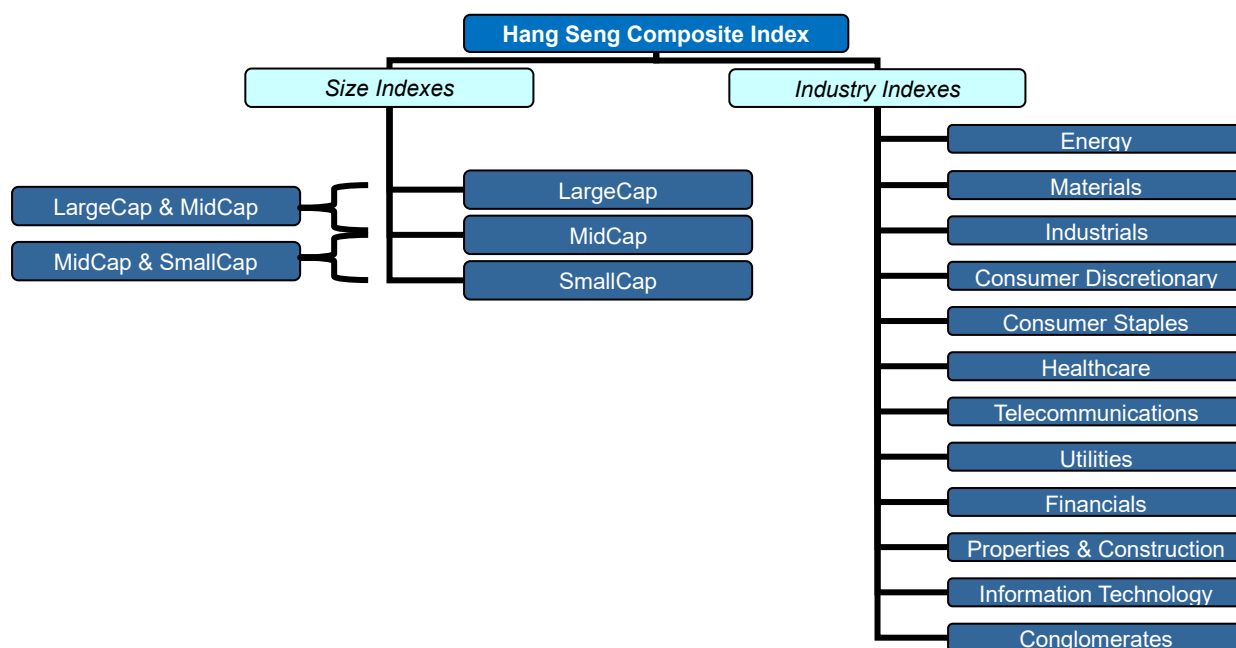 Hang Seng Composite Index
Size Indexes
Industry Indexes
LargeCap & MidCap
MidCap & SmallCap
LargeCap
MidCap
SmallCap
Energy
Materials
Industrials
Consumer Discretionary
Consumer Staples
Healthcare
Telecommunications
Utilities
Financials
Properties & Construction
Information Technology
Conglomerates